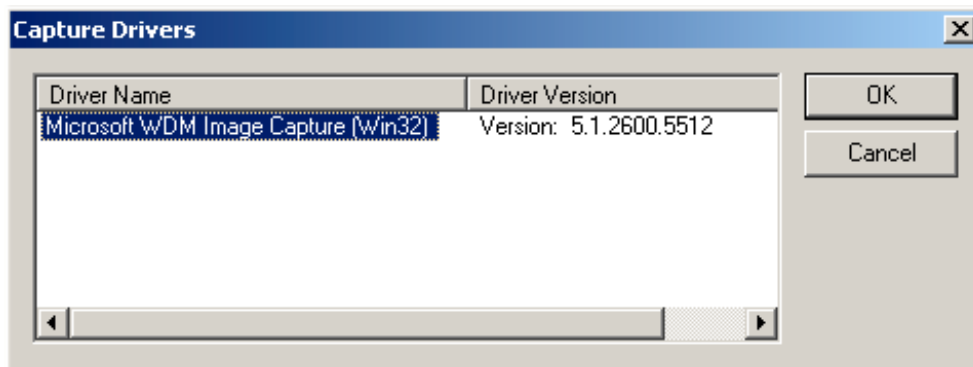 Capture Drivers
Driver Name Driver Version OK
Microsoft WDM Image Capture (Win32) Version:  5.1.2600.5512
Cancel